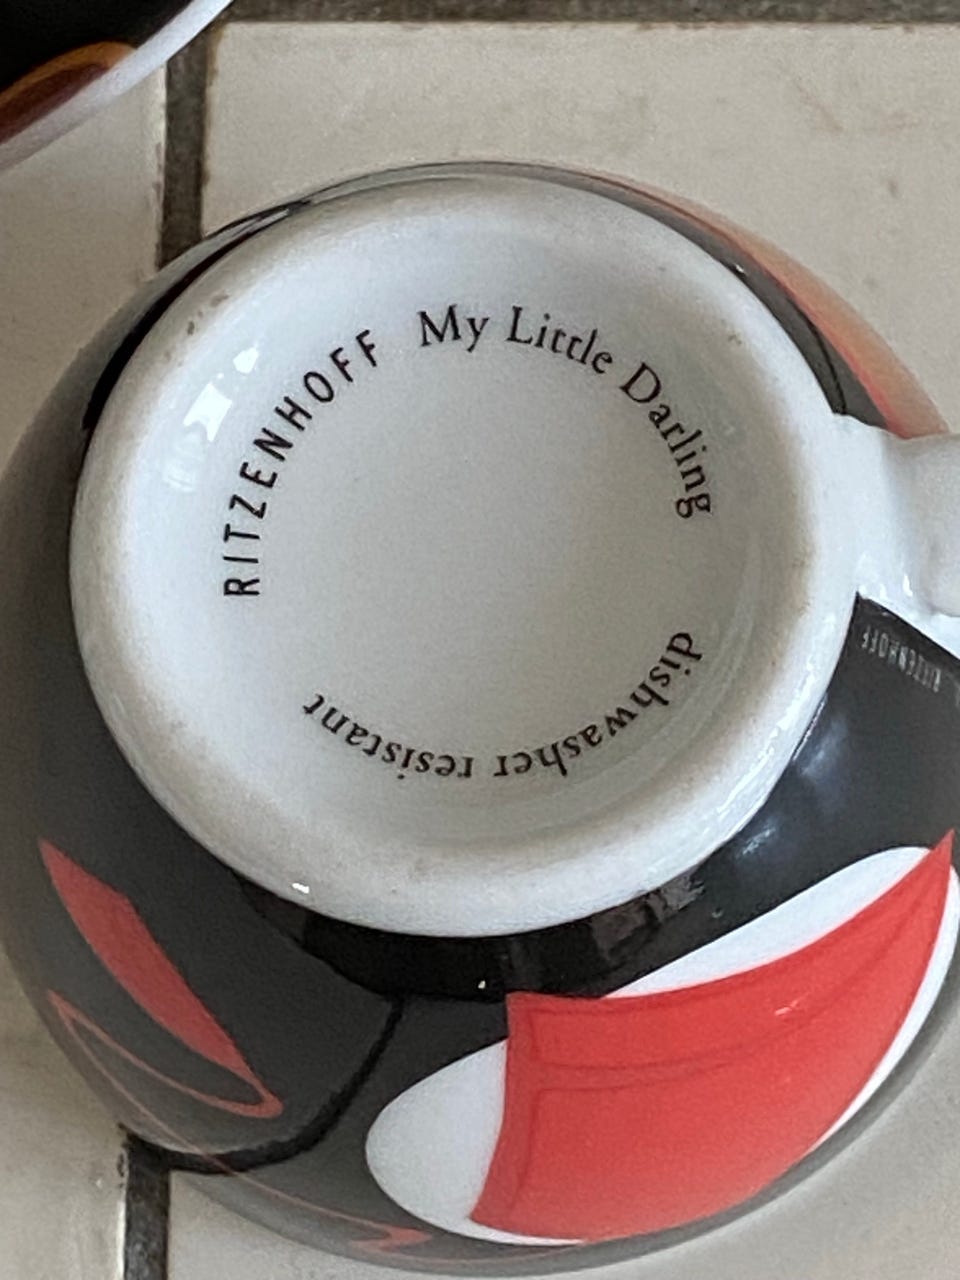 RITZENHOFF My Little Darling
dishwasher resistant
RITZENHOFF